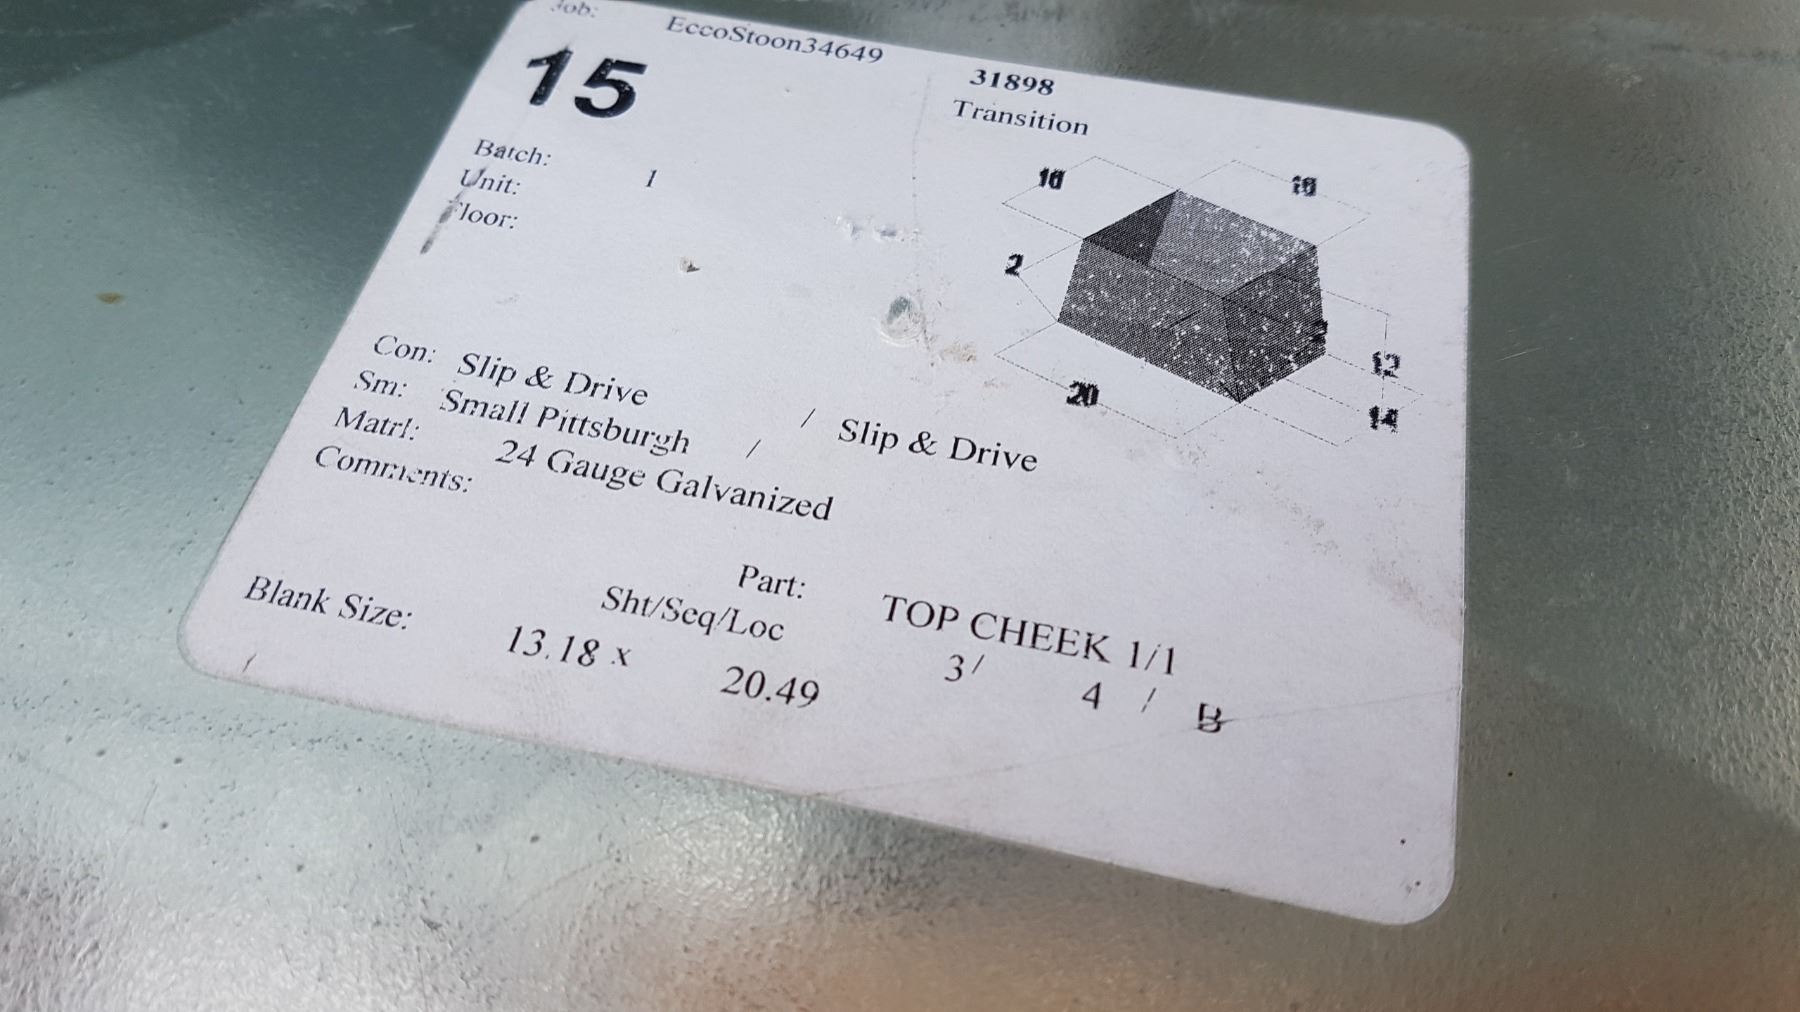 Job: EccoStoon34649
15
31898
Transition
Batch: 1
Unit:
Floor:
2
20
12
14
Con: Slip & Drive / Slip & Drive
Sm: Small Pittsburgh /
Matrl: 24 Gauge Galvanized
Comments:
Part: TOP CHEEK 1/1
Sht/Seq/Loc 3/ 4 / B
Blank Size: 13.18 x 20.49